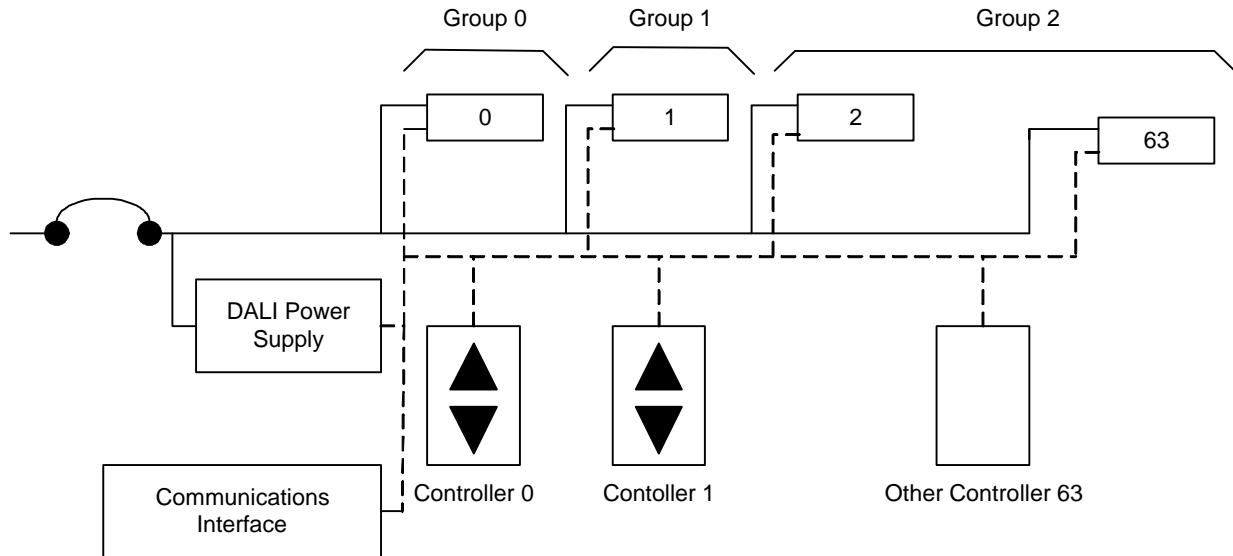 Group 0
Group 1
Group 2
0
1
2
63
DALI Power
Supply
Communications
Interface
Controller 0
Contoller 1
Other Controller 63